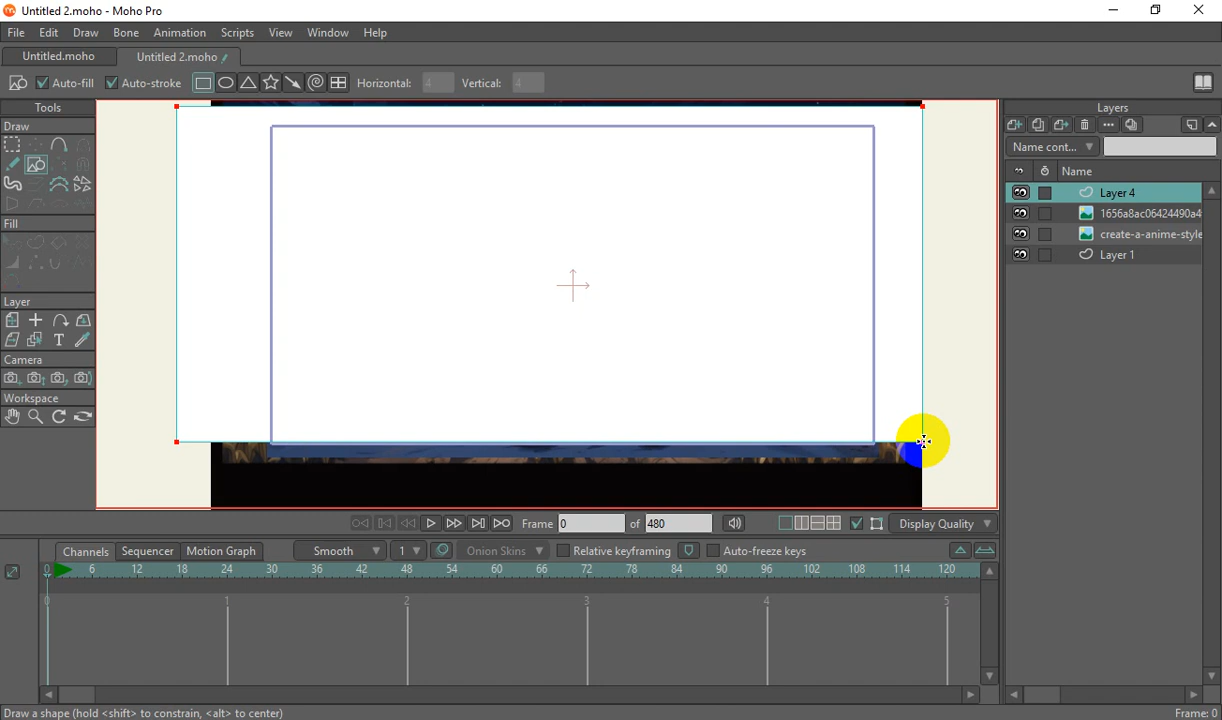 Untitled 2.moho - Moho Pro
File Edit Draw Bone Animation Scripts View Window Help
Untitled.moho Untitled 2.moho
Auto-fill Auto-stroke Horizontal: 4 Vertical: 4
Tools Layers
Draw
Name cont...
Name
Layer 4
1656a8ac06424490a4
Fill create-a-anime-style
Layer 1
Layer
T
Camera
Workspace
Frame 0 of 480 Display Quality
Channels Sequencer Motion Graph Smooth 1 Onion Skins Relative keyframing Auto-freeze keys
0 6 12 18 24 30 36 42 48 54 60 66 72 78 84 90 96 102 108 114 120
0 1 2 3 4 5
Draw a shape (hold <shift> to constrain, <alt> to center) Frame: 0